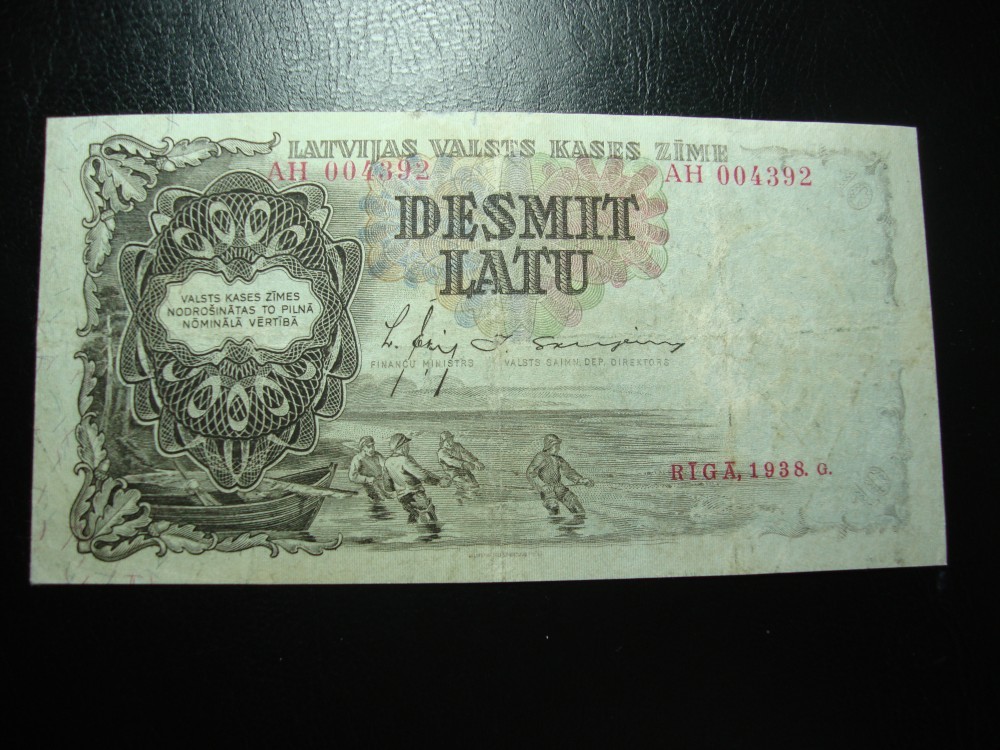 LATVIJAS VALSTS KASES ZĪME
AH 004392
AH 004392
DESMIT
LATU
VALSTS KASES ZĪMES
NODROŠINĀTAS TO PILNĀ
NŌMINĀLĀ VĒRTĪBĀ
FINANČU MINISTRS
VALSTS SAIMN. DEP. DIREKTORS
RĪGĀ, 1938. G.